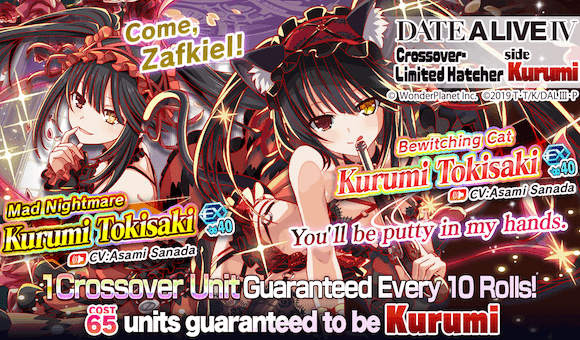 Come,
Zafkiel!
DATE A LIVE IV
Crossover-
Limited Hatcher
side
Kurumi
© WonderPlanet Inc. ©2019 T-T/K/DALⅢ-P
Mad Nightmare
Kurumi Tokisaki
EX
co 40
CV:Asami Sanada
Bewitching Cat
Kurumi Tokisaki
EX
co 40
CV:Asami Sanada
You'll be putty in my hands.
1 Crossover Unit Guaranteed Every 10 Rolls!
COST
65 units guaranteed to be Kurumi